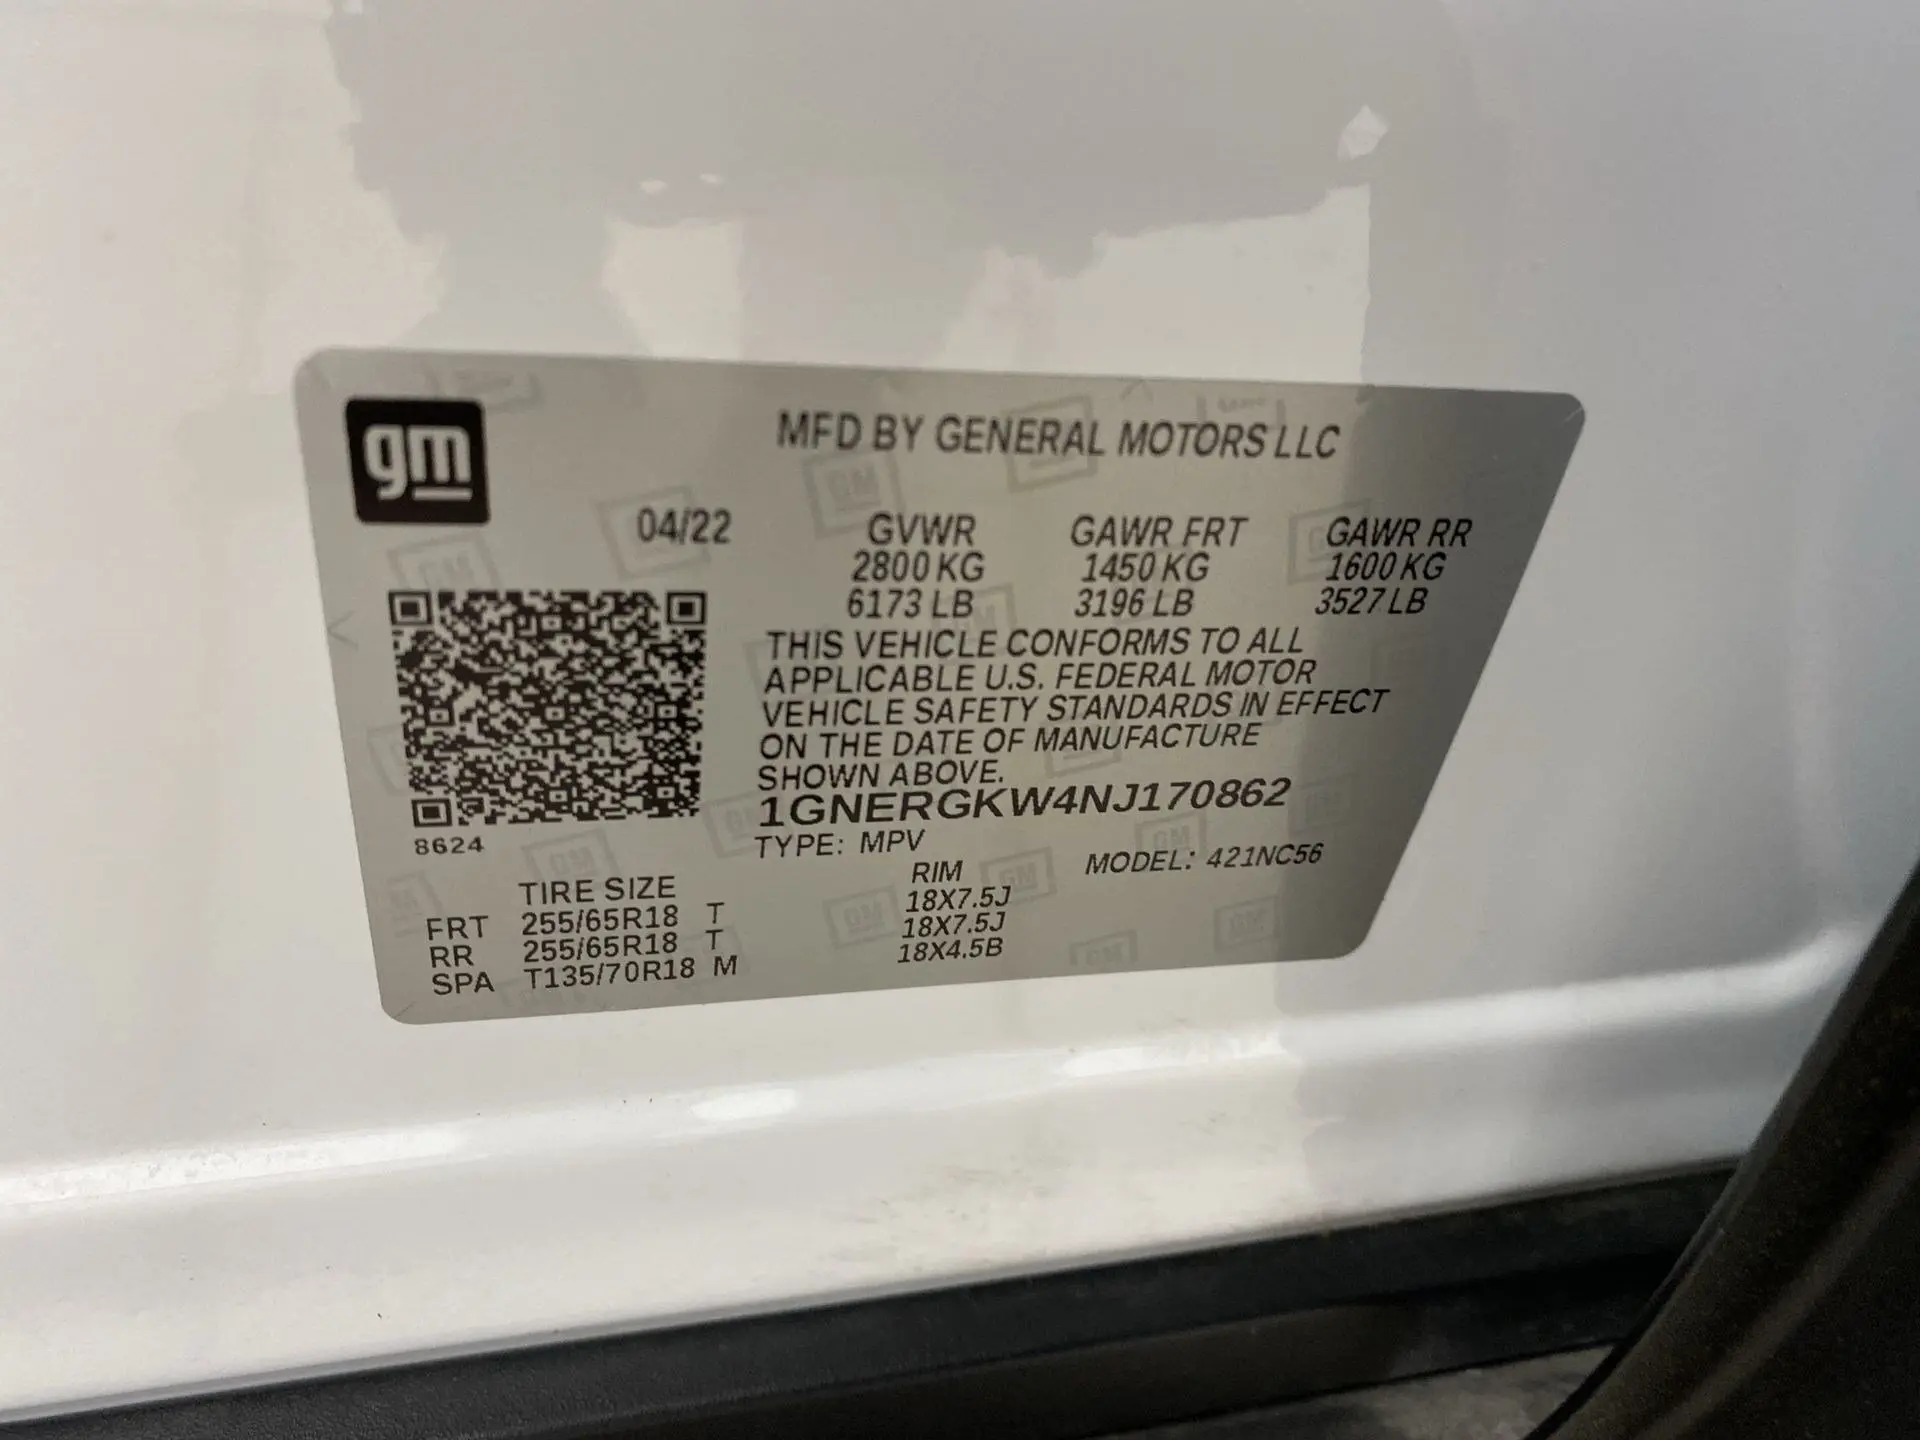 gm
MFD BY GENERAL MOTORS LLC
04/22 GVWR GAWR FRT GAWR RR
2800 KG 1450 KG 1600 KG
6173 LB 3196 LB 3527 LB
THIS VEHICLE CONFORMS TO ALL
APPLICABLE U.S. FEDERAL MOTOR
VEHICLE SAFETY STANDARDS IN EFFECT
ON THE DATE OF MANUFACTURE
SHOWN ABOVE.
1GNERGKW4NJ170862
8624
TYPE: MPV MODEL: 421NC56
TIRE SIZE RIM
FRT 255/65R18 T 18X7.5J
RR 255/65R18 T 18X7.5J
SPA T135/70R18 M 18X4.5B